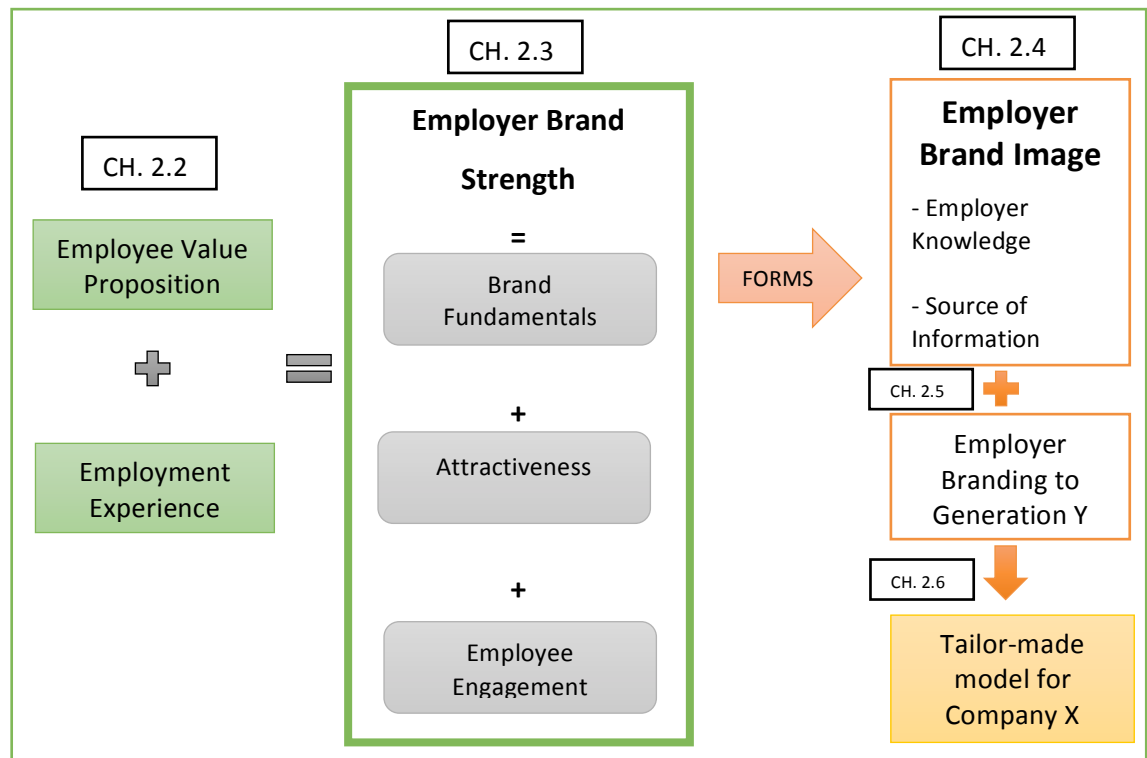 CH. 2.2
Employee Value
Proposition
Employment
Experience
CH. 2.3
Employer Brand
Strength
=
Brand
Fundamentals
+
Attractiveness
+
Employee
Engagement
FORMS
CH. 2.4
Employer
Brand Image
- Employer
Knowledge
- Source of
Information
CH. 2.5
Employer
Branding to
Generation Y
CH. 2.6
Tailor-made
model for
Company X